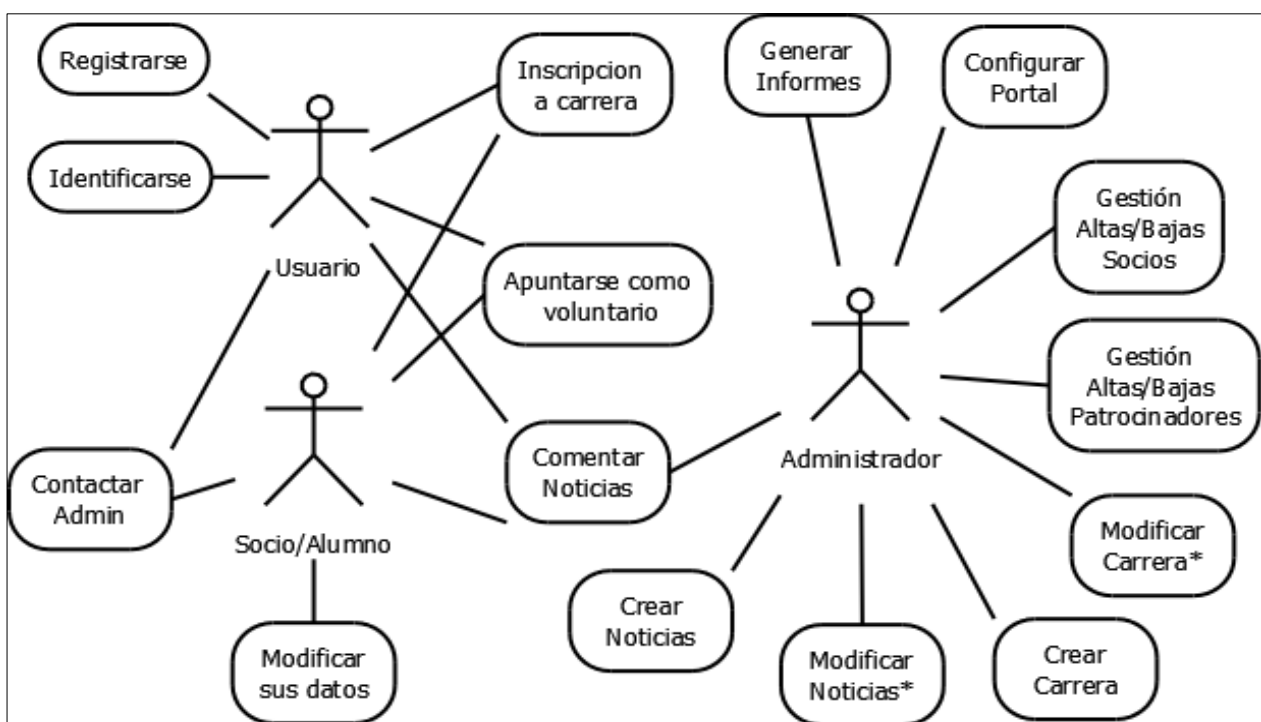 Registrarse
Identificarse
Usuario
Inscripcion
a carrera
Apuntarse como
voluntario
Contactar
Admin
Socio/Alumno
Modificar
sus datos
Comentar
Noticias
Generar
Informes
Configurar
Portal
Gestión
Altas/Bajas
Socios
Gestión
Altas/Bajas
Patrocinadores
Administrador
Modificar
Carrera*
Crear
Noticias
Modificar
Noticias*
Crear
Carrera